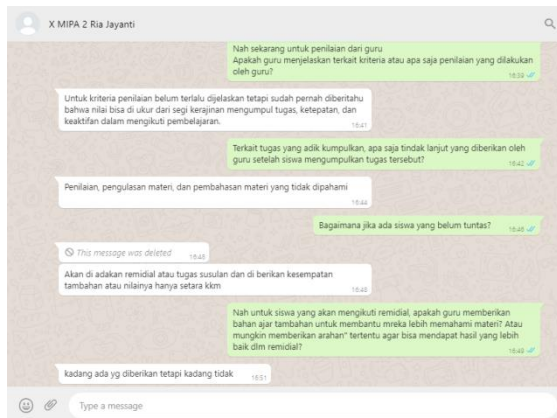 X MIPA 2 Ria Jayanti
Nah sekarang untuk penilaian dari guru
Apakah guru menjelaskan terkait kriteria atau apa saja penilaian yang dilakukan
oleh guru?
16:39
Untuk kriteria penilaian belum terlalu dijelaskan tetapi sudah pernah diberitahu
bahwa nilai bisa di ukur dari segi kerajinan mengumpul tugas, ketepatan, dan
keaktifan dalam mengikuti pembelajaran.
16:41
Terkait tugas yang adik kumpulkan, apa saja tindak lanjut yang diberikan oleh
guru setelah siswa mengumpulkan tugas tersebut?
16:42
Penilaian, pengulasan materi, dan pembahasan materi yang tidak dipahami
16:44
Bagaimana jika ada siswa yang belum tuntas?
16:46
This message was deleted
16:48
Akan di adakan remidial atau tugas susulan dan di berikan kesempatan
tambahan atau nilainya hanya setara kkm
16:48
Nah untuk siswa yang akan mengikuti remidial, apakah guru memberikan
bahan ajar tambahan untuk membantu mreka lebih memahami materi? Atau
mungkin memberikan arahan" tertentu agar bisa mendapat hasil yang lebih
baik dlm remidial?
16:49
kadang ada yg diberikan tetapi kadang tidak
16:51
Type a message